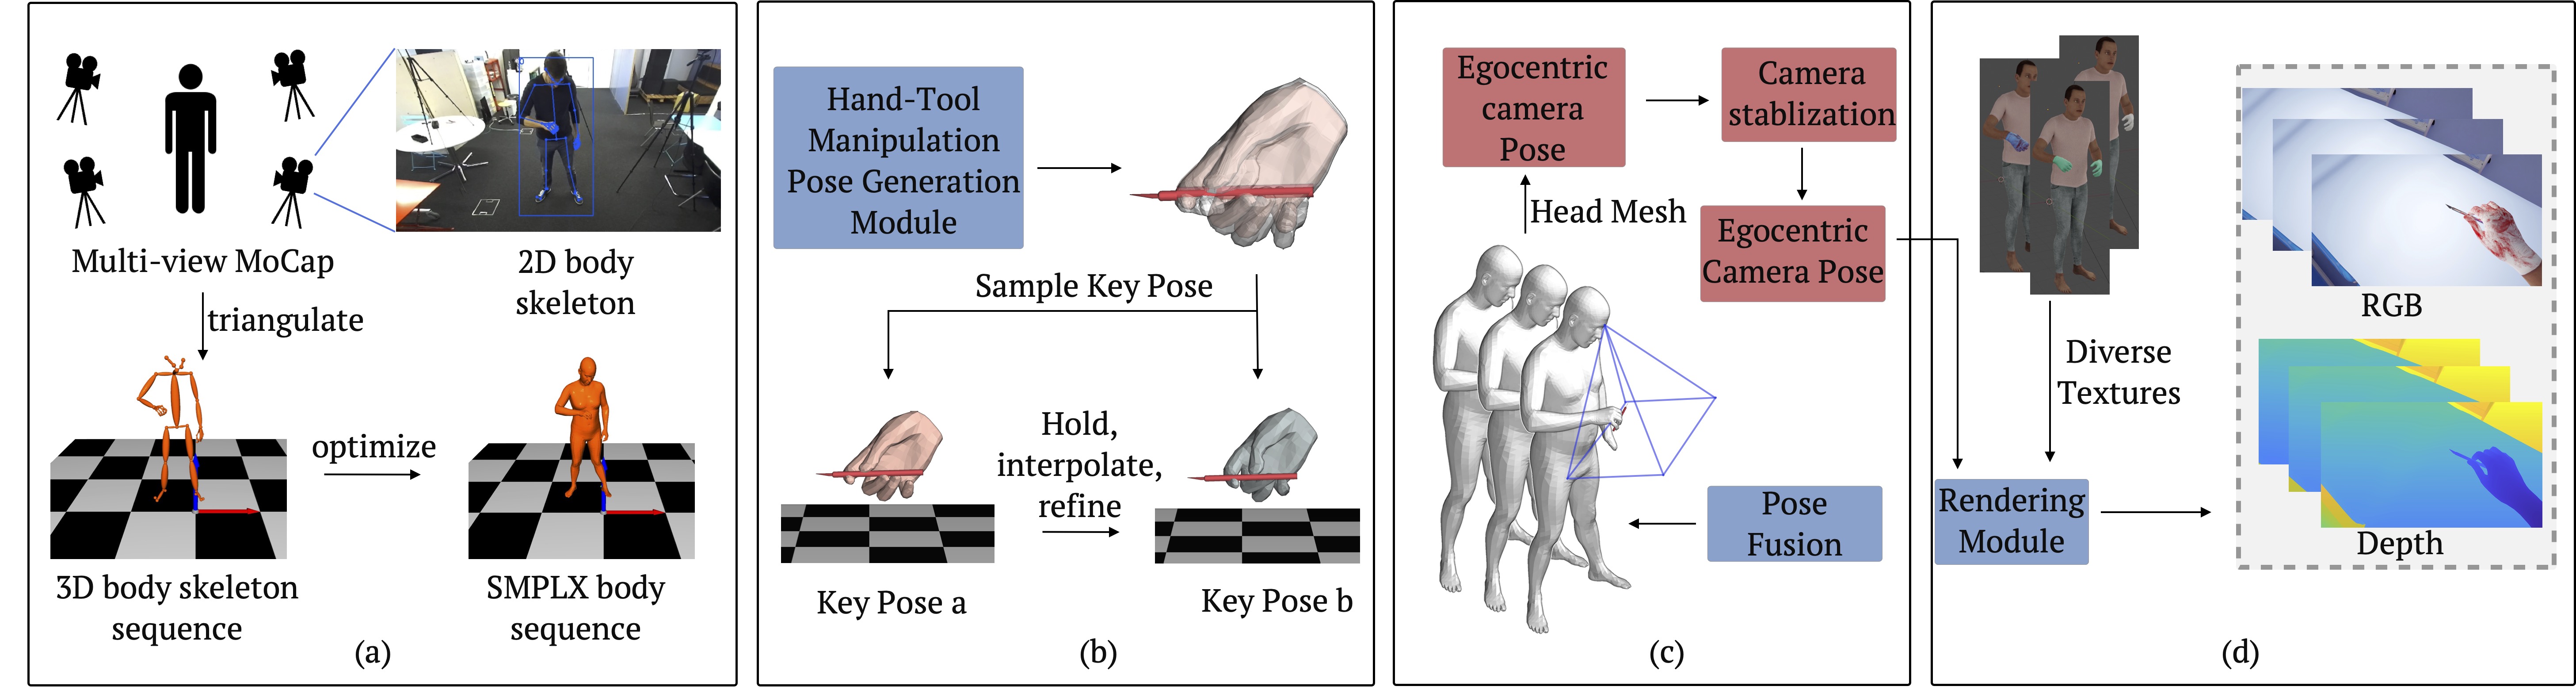 Multi-view MoCap
2D body
skeleton
triangulate
optimize
3D body skeleton
sequence
SMPLX body
sequence
(a)
Hand-Tool
Manipulation
Pose Generation
Module
Sample Key Pose
Hold,
interpolate,
refine
Key Pose a
Key Pose b
(b)
Egocentric
camera
Pose
Camera
stablization
Head Mesh
Egocentric
Camera Pose
Pose
Fusion
(c)
Diverse
Textures
Rendering
Module
RGB
Depth
(d)